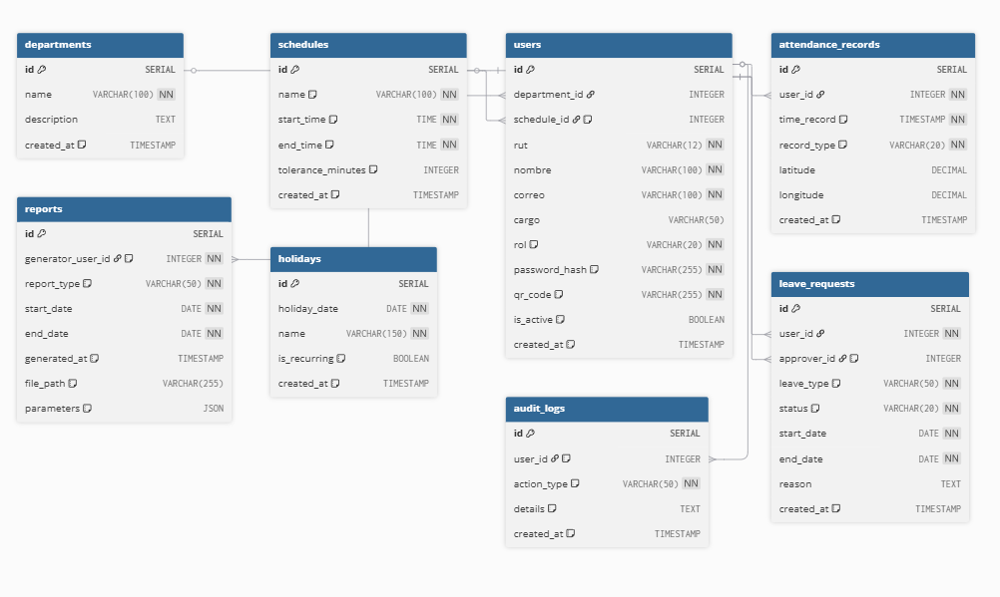 departments
id SERIAL
name VARCHAR(100) NN
description TEXT
created_at TIMESTAMP
schedules
id SERIAL
name VARCHAR(100) NN
start_time TIME NN
end_time TIME NN
tolerance_minutes INTEGER
created_at TIMESTAMP
users
id SERIAL
department_id INTEGER
schedule_id INTEGER
rut VARCHAR(12) NN
nombre VARCHAR(100) NN
correo VARCHAR(100) NN
cargo VARCHAR(50)
rol VARCHAR(20) NN
password_hash VARCHAR(255) NN
qr_code VARCHAR(255) NN
is_active BOOLEAN
created_at TIMESTAMP
attendance_records
id SERIAL
user_id INTEGER NN
time_record TIMESTAMP NN
record_type VARCHAR(20) NN
latitude DECIMAL
longitude DECIMAL
created_at TIMESTAMP
reports
id SERIAL
generator_user_id INTEGER NN
report_type VARCHAR(50) NN
start_date DATE NN
end_date DATE NN
generated_at TIMESTAMP
file_path VARCHAR(255)
parameters JSON
holidays
id SERIAL
holiday_date DATE NN
name VARCHAR(150) NN
is_recurring BOOLEAN
created_at TIMESTAMP
leave_requests
id SERIAL
user_id INTEGER NN
approver_id INTEGER
leave_type VARCHAR(50) NN
status VARCHAR(20) NN
start_date DATE NN
end_date DATE NN
reason TEXT
created_at TIMESTAMP
audit_logs
id SERIAL
user_id INTEGER
action_type VARCHAR(50) NN
details TEXT
created_at TIMESTAMP